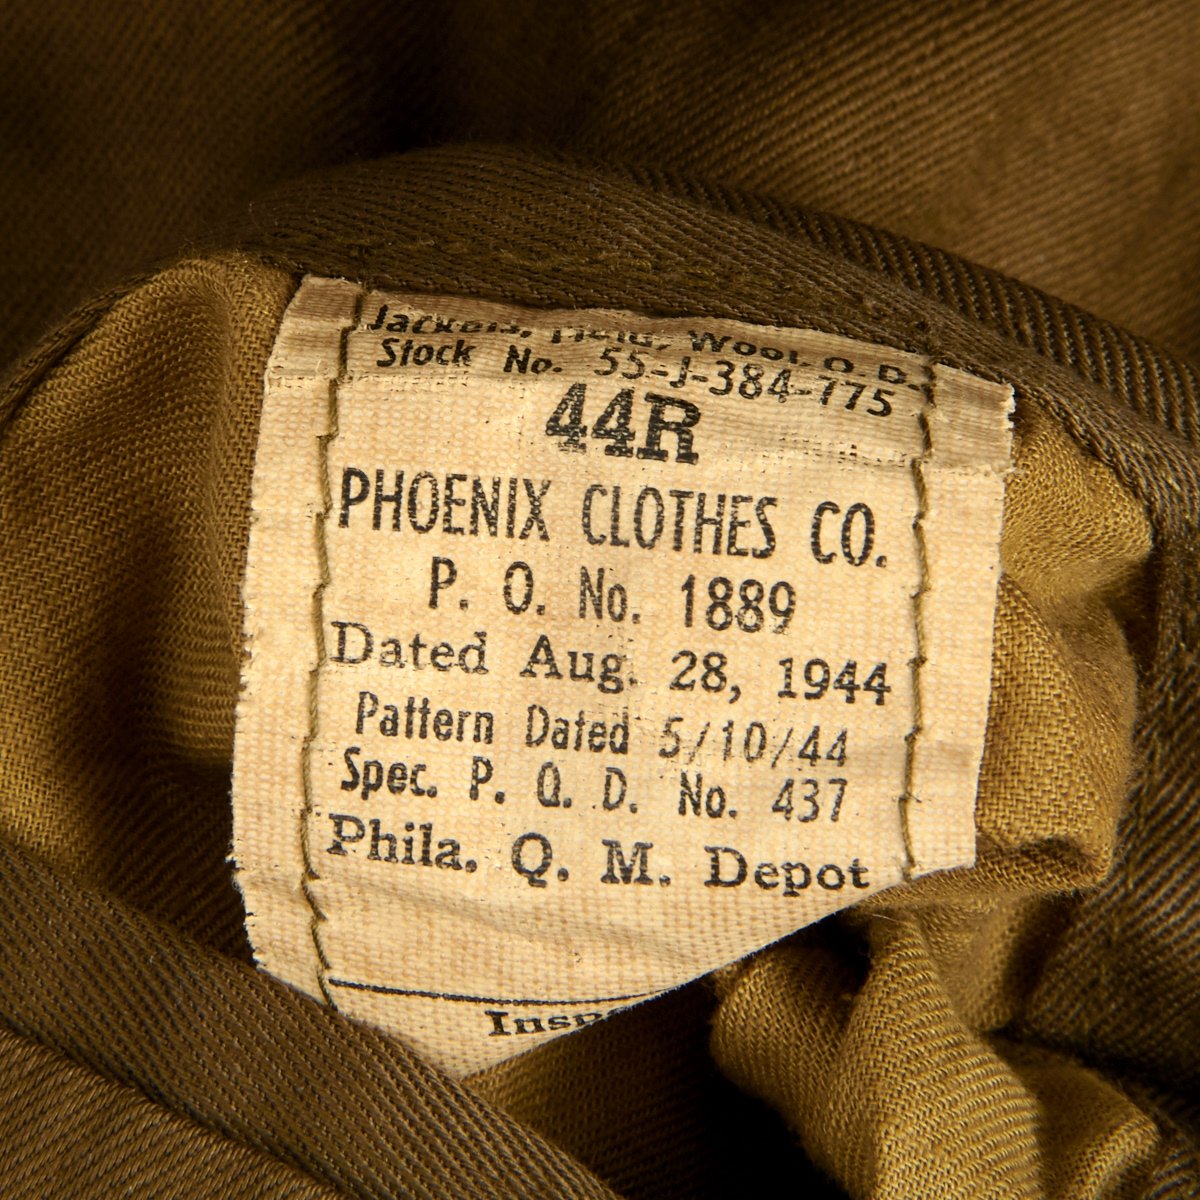 Jackets, Field, Wool, O. D.
Stock No. 55-J-384-775
44R
PHOENIX CLOTHES CO.
P. O. No. 1889
Dated Aug. 28, 1944
Pattern Dated 5/10/44
Spec. P. Q. D. No. 437
Phila. Q. M. Depot